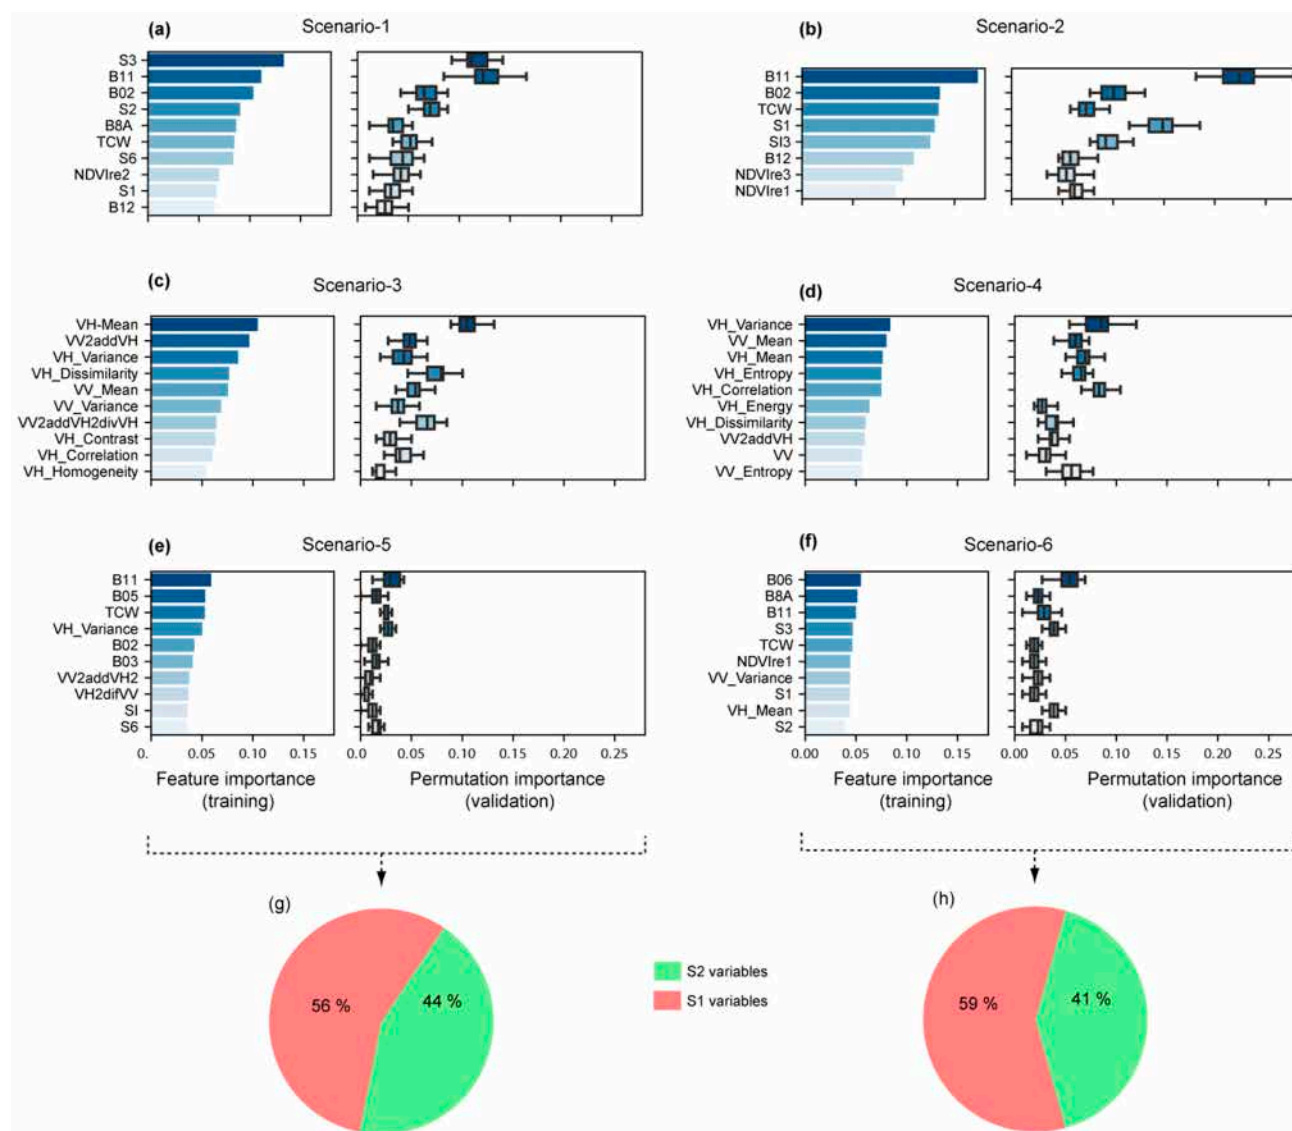 (a) Scenario-1
S3
B11
B02
S2
B8A
TCW
S6
NDVIre2
S1
B12
(b) Scenario-2
B11
B02
TCW
S1
SI3
B12
NDVIre3
NDVIre1
(c) Scenario-3
VH-Mean
VV2addVH
VH_Variance
VH_Dissimilarity
VV_Mean
VV_Variance
VV2addVH2divVH
VH_Contrast
VH_Correlation
VH_Homogeneity
(d) Scenario-4
VH_Variance
VV_Mean
VH_Mean
VH_Entropy
VH_Correlation
VH_Energy
VH_Dissimilarity
VV2addVH
VV
VV_Entropy
(e) Scenario-5
B11
B05
TCW
VH_Variance
B02
B03
VV2addVH2
VH2difVV
SI
S6
0. 0.05 0.10 0.00 0.05 0.10 0.15 0.20 0.
Feature importance Permutation importance
(training) (validation)
(f) Scenario-6
B06
B8A
B11
S3
TCW
NDVIre1
VV_Variance
S1
VH_Mean
S2
0.00 0.05 0.10 0.00 0.05 0.10 0.15 0.20 0.25
Feature importance Permutation importance
(training) (validation)
(g)
56 % 44 %
S2 variables
S1 variables
(h)
59 % 41 %